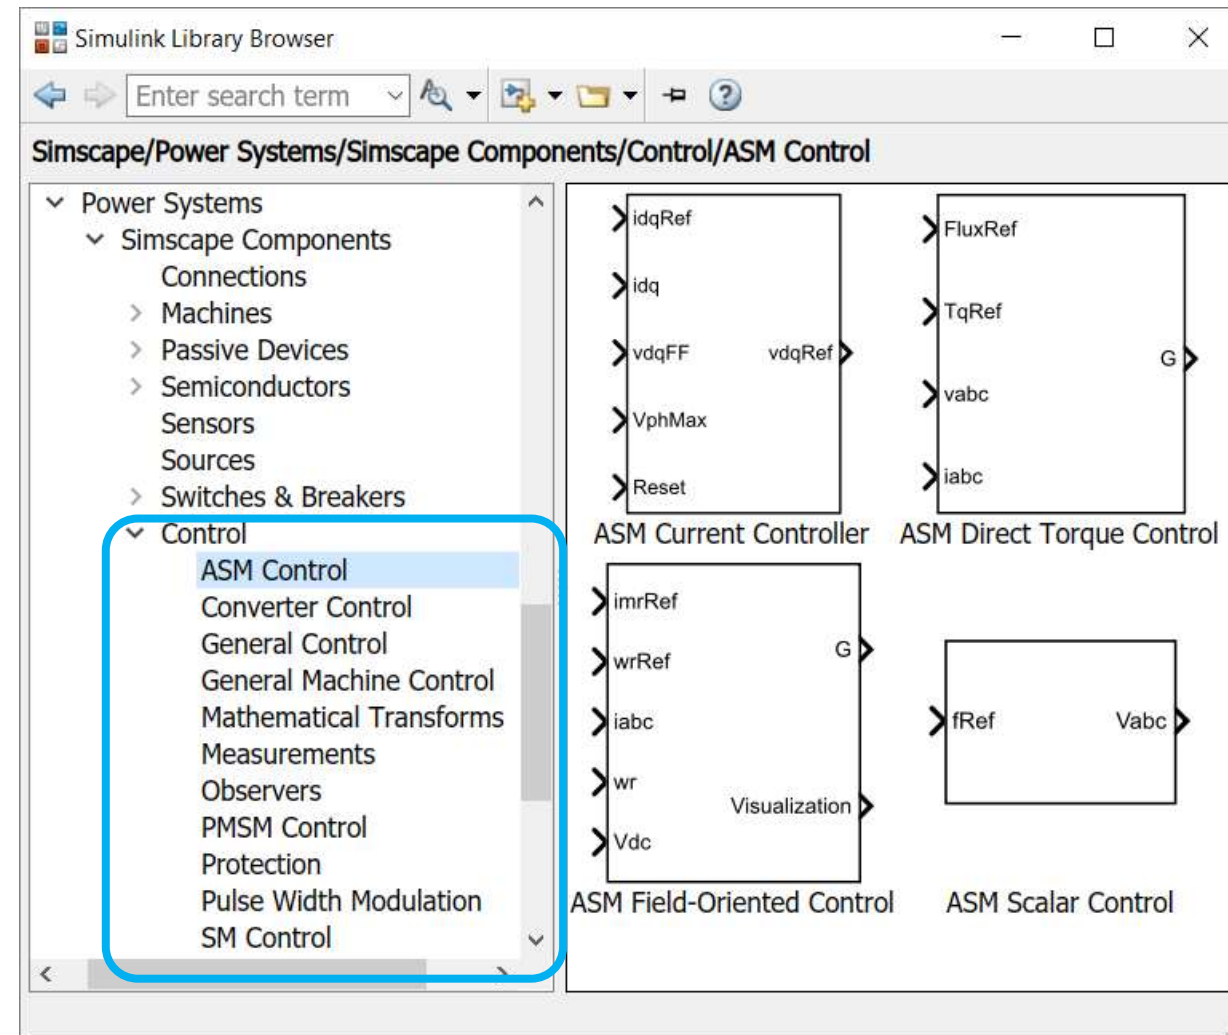 Simulink Library Browser
Enter search term
Simscape/Power Systems/Simscape Components/Control/ASM Control
Power Systems
Simscape Components
Connections
Machines
Passive Devices
Semiconductors
Sensors
Sources
Switches & Breakers
Control
ASM Control
Converter Control
General Control
General Machine Control
Mathematical Transforms
Measurements
Observers
PMSM Control
Protection
Pulse Width Modulation
SM Control
idqRef
idq
vdqFF vdqRef
VphMax
Reset
ASM Current Controller
FluxRef
TqRef
G
vabc
iabc
ASM Direct Torque Control
imrRef
G
wrRef
iabc
wr
Visualization
Vdc
ASM Field-Oriented Control
fRef Vabc
ASM Scalar Control